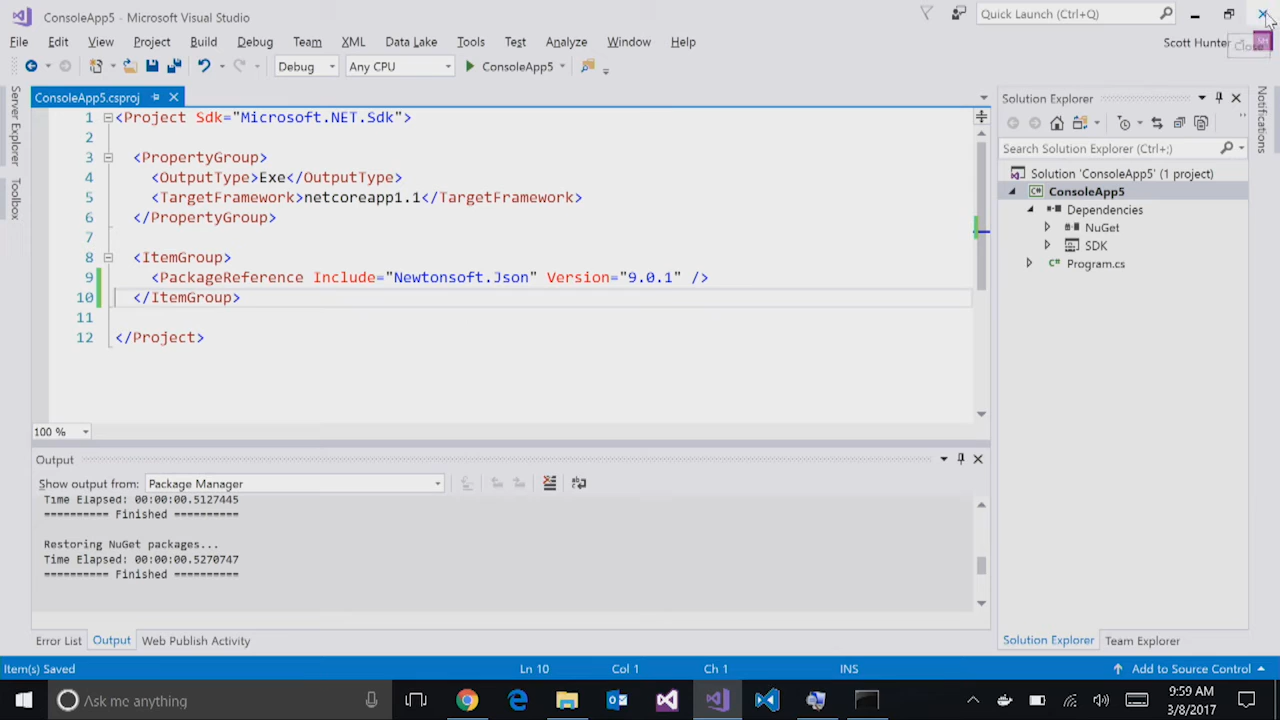 ConsoleApp5 - Microsoft Visual Studio
Quick Launch (Ctrl+Q)
File Edit View Project Build Debug Team XML Data Lake Tools Test Analyze Window Help
Scott Hunter
Close
SH
Debug Any CPU ConsoleApp5
Server Explorer
Toolbox
ConsoleApp5.csproj
1 <Project Sdk="Microsoft.NET.Sdk">
2
3 <PropertyGroup>
4 <OutputType>Exe</OutputType>
5 <TargetFramework>netcoreapp1.1</TargetFramework>
6 </PropertyGroup>
7
8 <ItemGroup>
9 <PackageReference Include="Newtonsoft.Json" Version="9.0.1" />
10 </ItemGroup>
11
12 </Project>
100 %
Output
Show output from: Package Manager
Time Elapsed: 00:00:00.5127445
========== Finished ==========
Restoring NuGet packages...
Time Elapsed: 00:00:00.5270747
========== Finished ==========
Error List Output Web Publish Activity
Solution Explorer
Search Solution Explorer (Ctrl+;)
Solution 'ConsoleApp5' (1 project)
ConsoleApp5
Dependencies
NuGet
SDK
Program.cs
Solution Explorer Team Explorer
Notifications
Item(s) Saved Ln 10 Col 1 Ch 1 INS Add to Source Control
Ask me anything
9:59 AM
3/8/2017